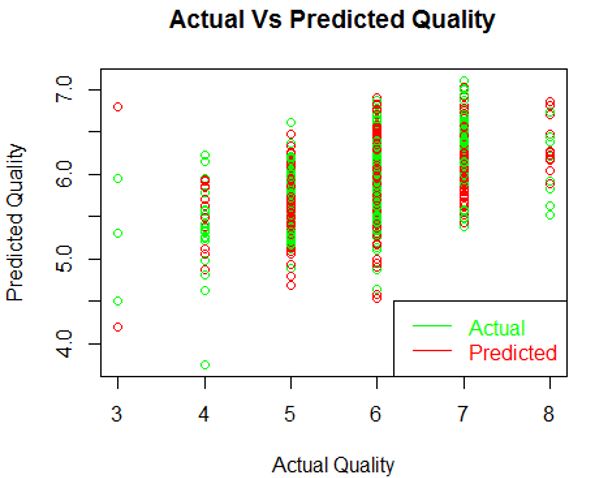 Actual Vs Predicted Quality
Predicted Quality
7.0
6.0
5.0
4.0
Actual
Predicted
3 4 5 6 7 8
Actual Quality